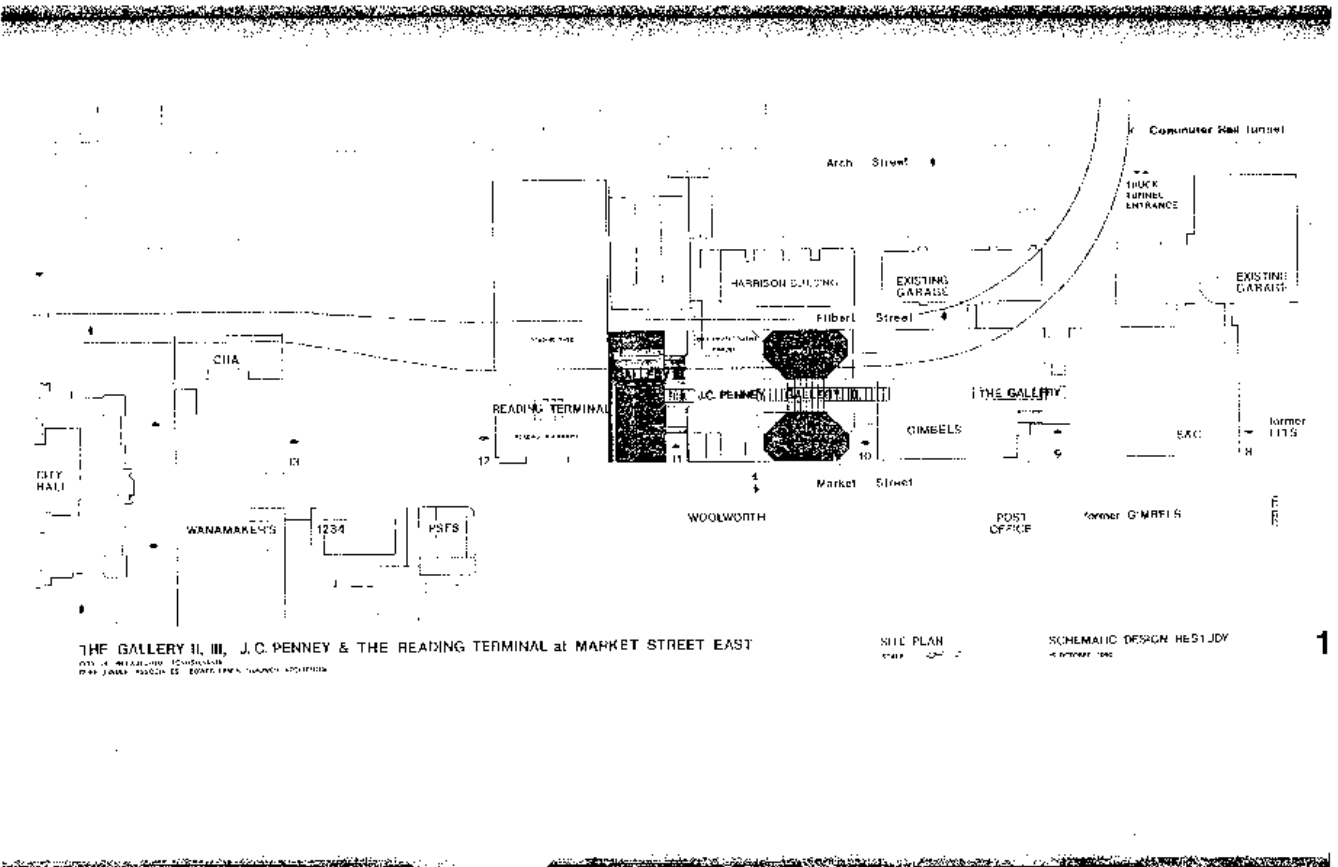 Commuter Rail Tunnel
Arch Street
TRUCK
TUNNEL
ENTRANCE
HARRISON BUILDING
EXISTING
GARAGE
EXISTING
GARAGE
Filbert Street
GALLERY III
J.C. PENNEY
GALLERY II
THE GALLERY
READING TERMINAL
GIMBELS
former
LITS
CITY
HALL
13
12
11
10
9
8
Market Street
WANAMAKER'S
1234
PSFS
WOOLWORTH
POST
OFFICE
former GIMBELS
THE GALLERY II, III, J.C. PENNEY & THE READING TERMINAL at MARKET STREET EAST
SITE PLAN
SCHEMATIC DESIGN RESTUDY
1